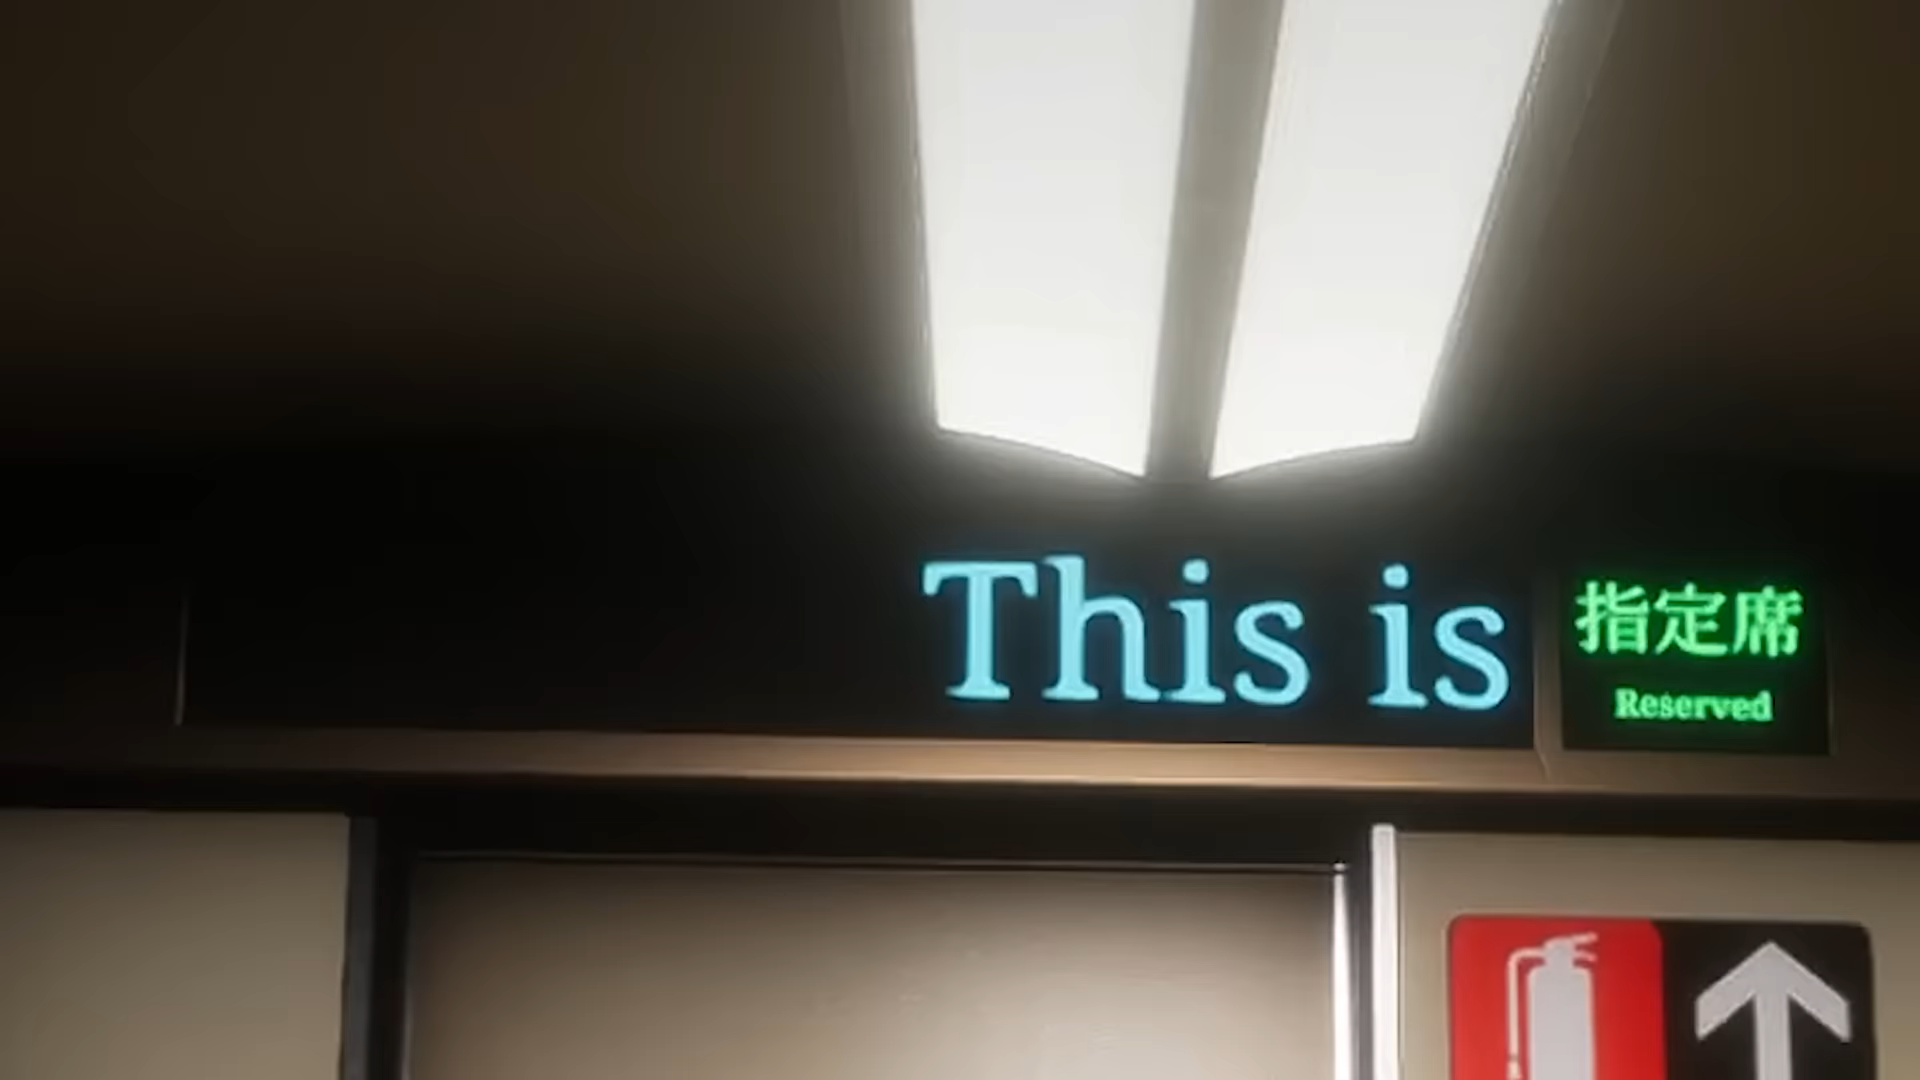 This is
指定席
Reserved